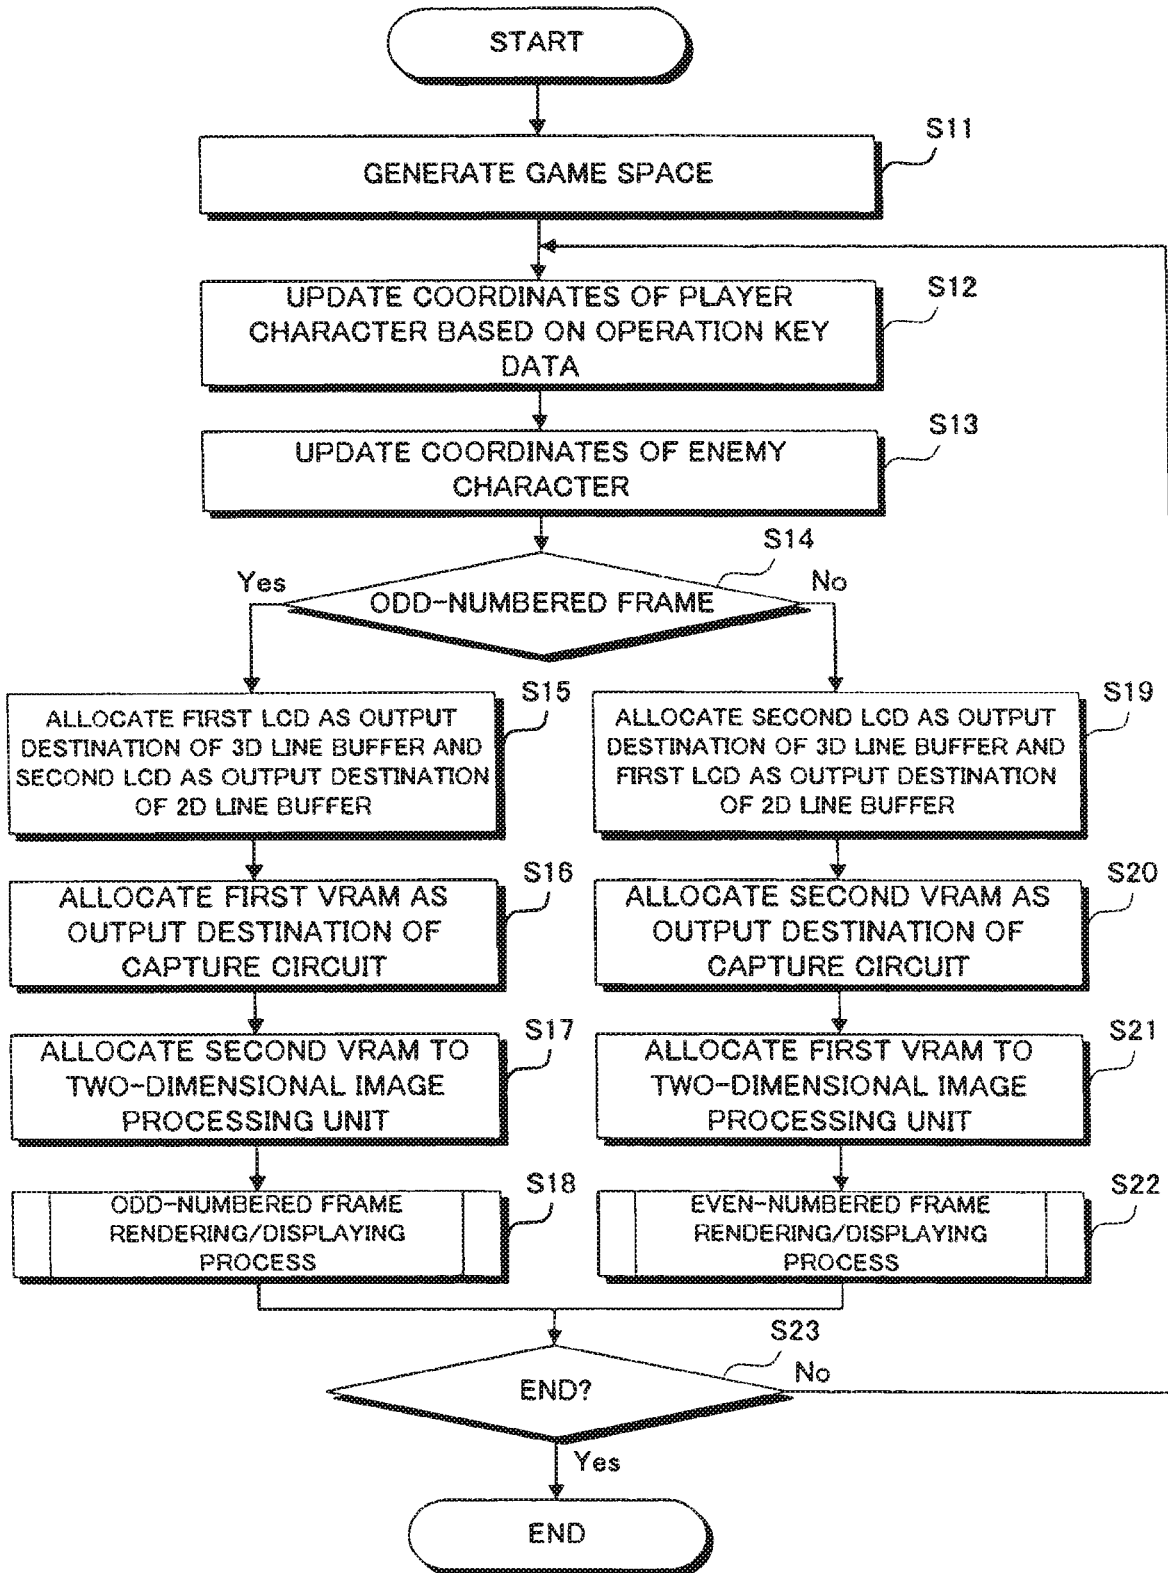 START
S11
GENERATE GAME SPACE
S12
UPDATE COORDINATES OF PLAYER
CHARACTER BASED ON OPERATION KEY
DATA
S13
UPDATE COORDINATES OF ENEMY
CHARACTER
S14
Yes
No
ODD-NUMBERED FRAME
S15
ALLOCATE FIRST LCD AS OUTPUT
DESTINATION OF 3D LINE BUFFER AND
SECOND LCD AS OUTPUT DESTINATION
OF 2D LINE BUFFER
S19
ALLOCATE SECOND LCD AS OUTPUT
DESTINATION OF 3D LINE BUFFER AND
FIRST LCD AS OUTPUT DESTINATION
OF 2D LINE BUFFER
S16
ALLOCATE FIRST VRAM AS
OUTPUT DESTINATION OF
CAPTURE CIRCUIT
S20
ALLOCATE SECOND VRAM AS
OUTPUT DESTINATION OF
CAPTURE CIRCUIT
S17
ALLOCATE SECOND VRAM TO
TWO-DIMENSIONAL IMAGE
PROCESSING UNIT
S21
ALLOCATE FIRST VRAM TO
TWO-DIMENSIONAL IMAGE
PROCESSING UNIT
S18
ODD-NUMBERED FRAME
RENDERING/DISPLAYING
PROCESS
S22
EVEN-NUMBERED FRAME
RENDERING/DISPLAYING
PROCESS
S23
No
END?
Yes
END